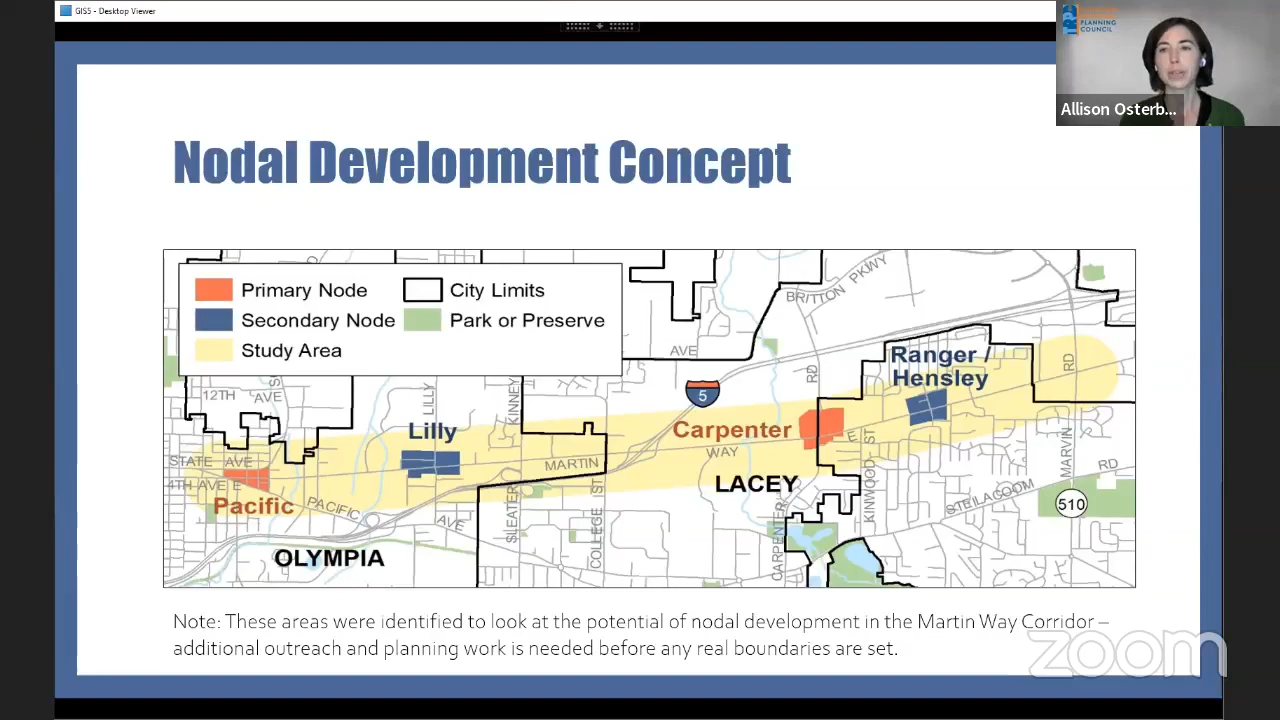 GIS5 - Desktop Viewer
PLANNING
COUNCIL
Allison Osterb...
Nodal Development Concept
Primary Node
City Limits
Secondary Node
Park or Preserve
Study Area
BRITTON PKWY
AVE
RD
RD
12TH AVE
LILLY
KINNEY
5
Ranger /
Hensley
Lilly
Carpenter
STATE AVE
MARTIN
WAY
E
4TH AVE E
Pacific
PACIFIC
AVE
OLYMPIA
SLEATER
COLLEGE ST
LACEY
CARPENTER
KINWOOD ST
STEILACOOM
RD
MARVIN
510
Note: These areas were identified to look at the potential of nodal development in the Martin Way Corridor –
additional outreach and planning work is needed before any real boundaries are set.
zoom